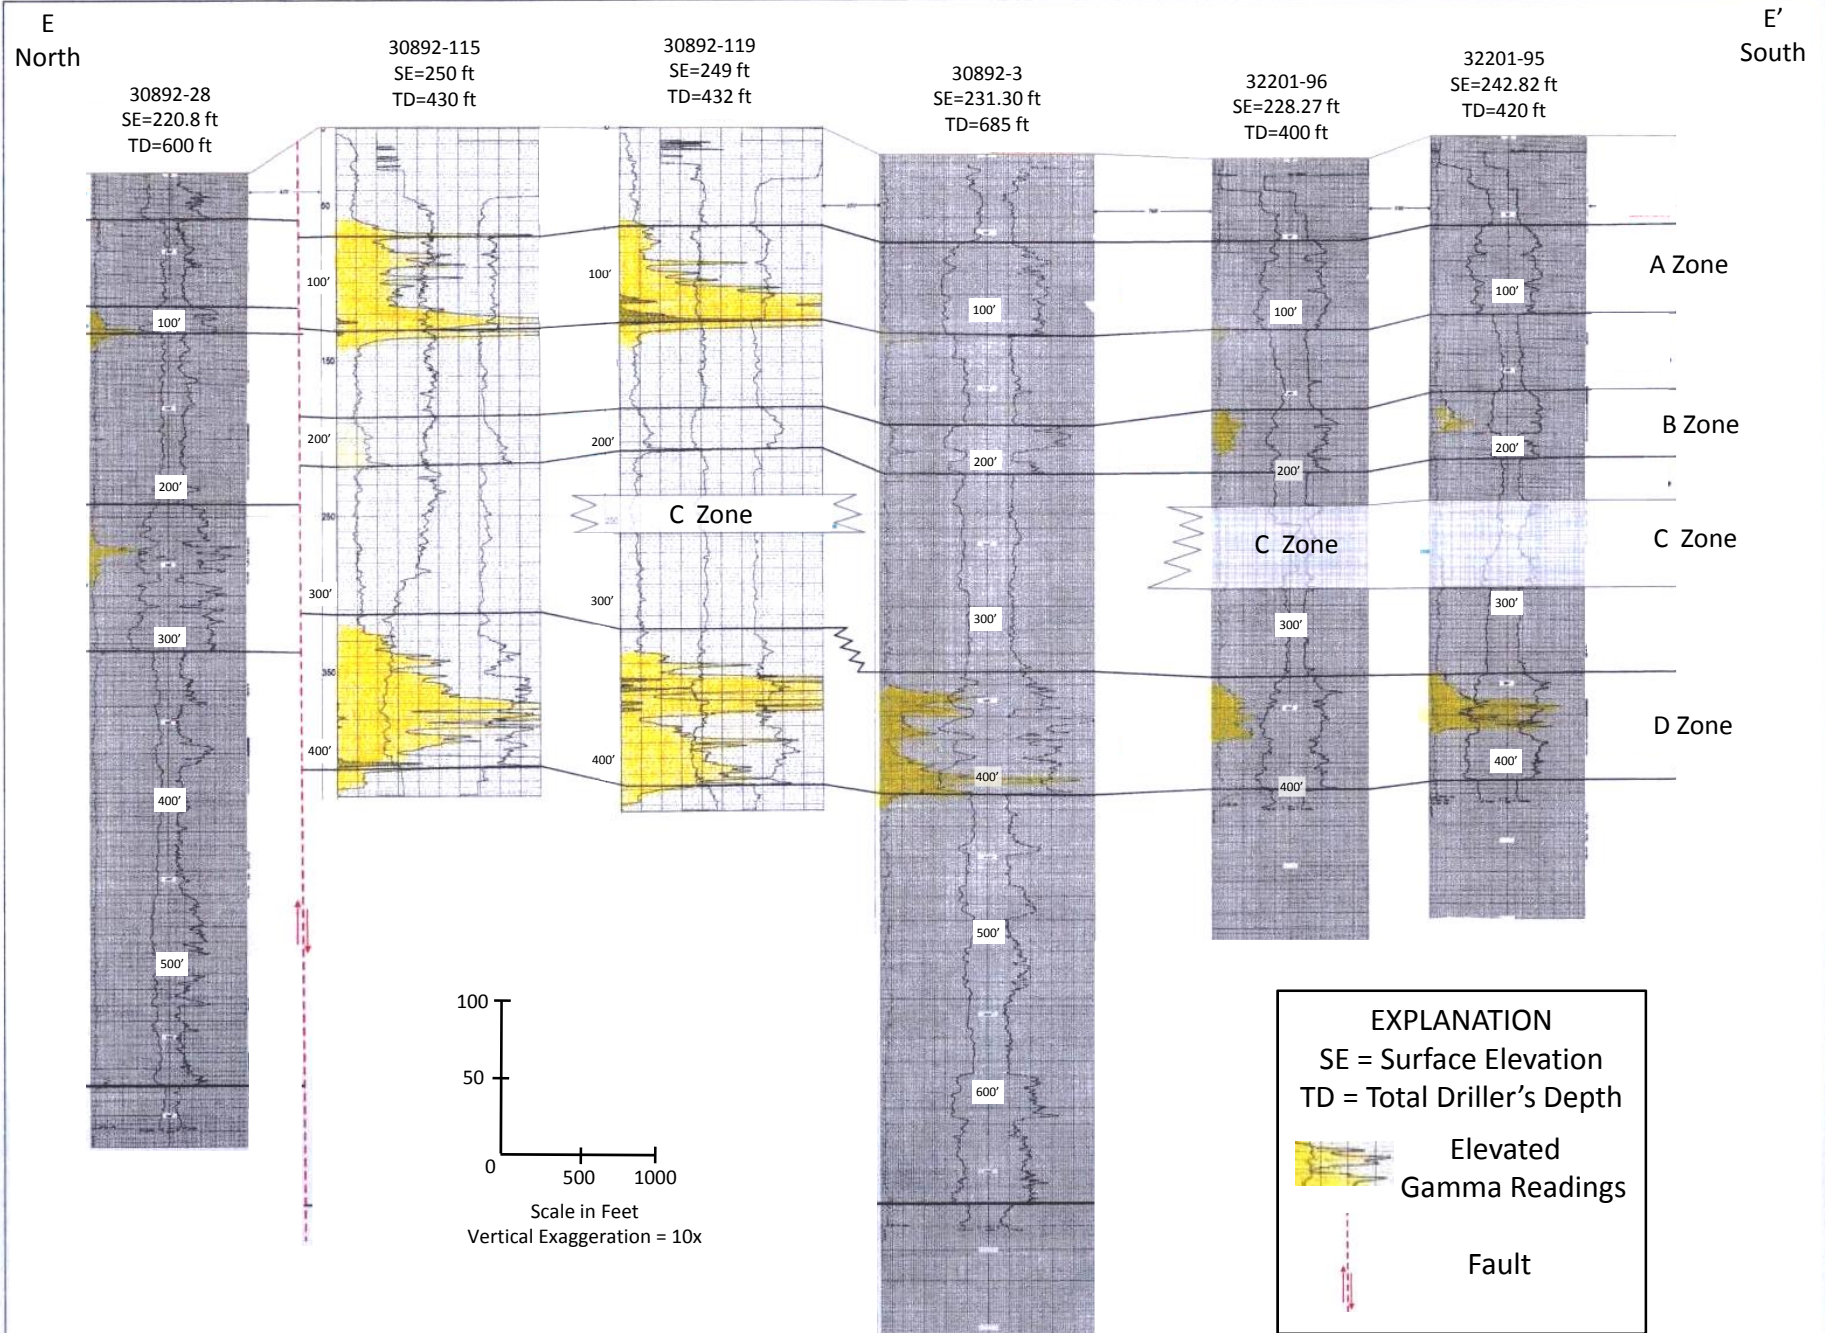 E
North
E’
South
30892-28
SE=220.8 ft
TD=600 ft
30892-115
SE=250 ft
TD=430 ft
30892-119
SE=249 ft
TD=432 ft
30892-3
SE=231.30 ft
TD=685 ft
32201-96
SE=228.27 ft
TD=400 ft
32201-95
SE=242.82 ft
TD=420 ft
100’
200’
300’
400’
500’
50
100’
150
200’
250
300’
350
400’
100’
200’
250
300’
400’
100’
200’
300’
400’
500’
600’
100’
200’
300’
400’
100’
200’
300’
400’
C Zone
C Zone
A Zone
B Zone
C Zone
D Zone
100
50
0
500
1000
Scale in Feet
Vertical Exaggeration = 10x
EXPLANATION
SE = Surface Elevation
TD = Total Driller’s Depth
Elevated
Gamma Readings
Fault